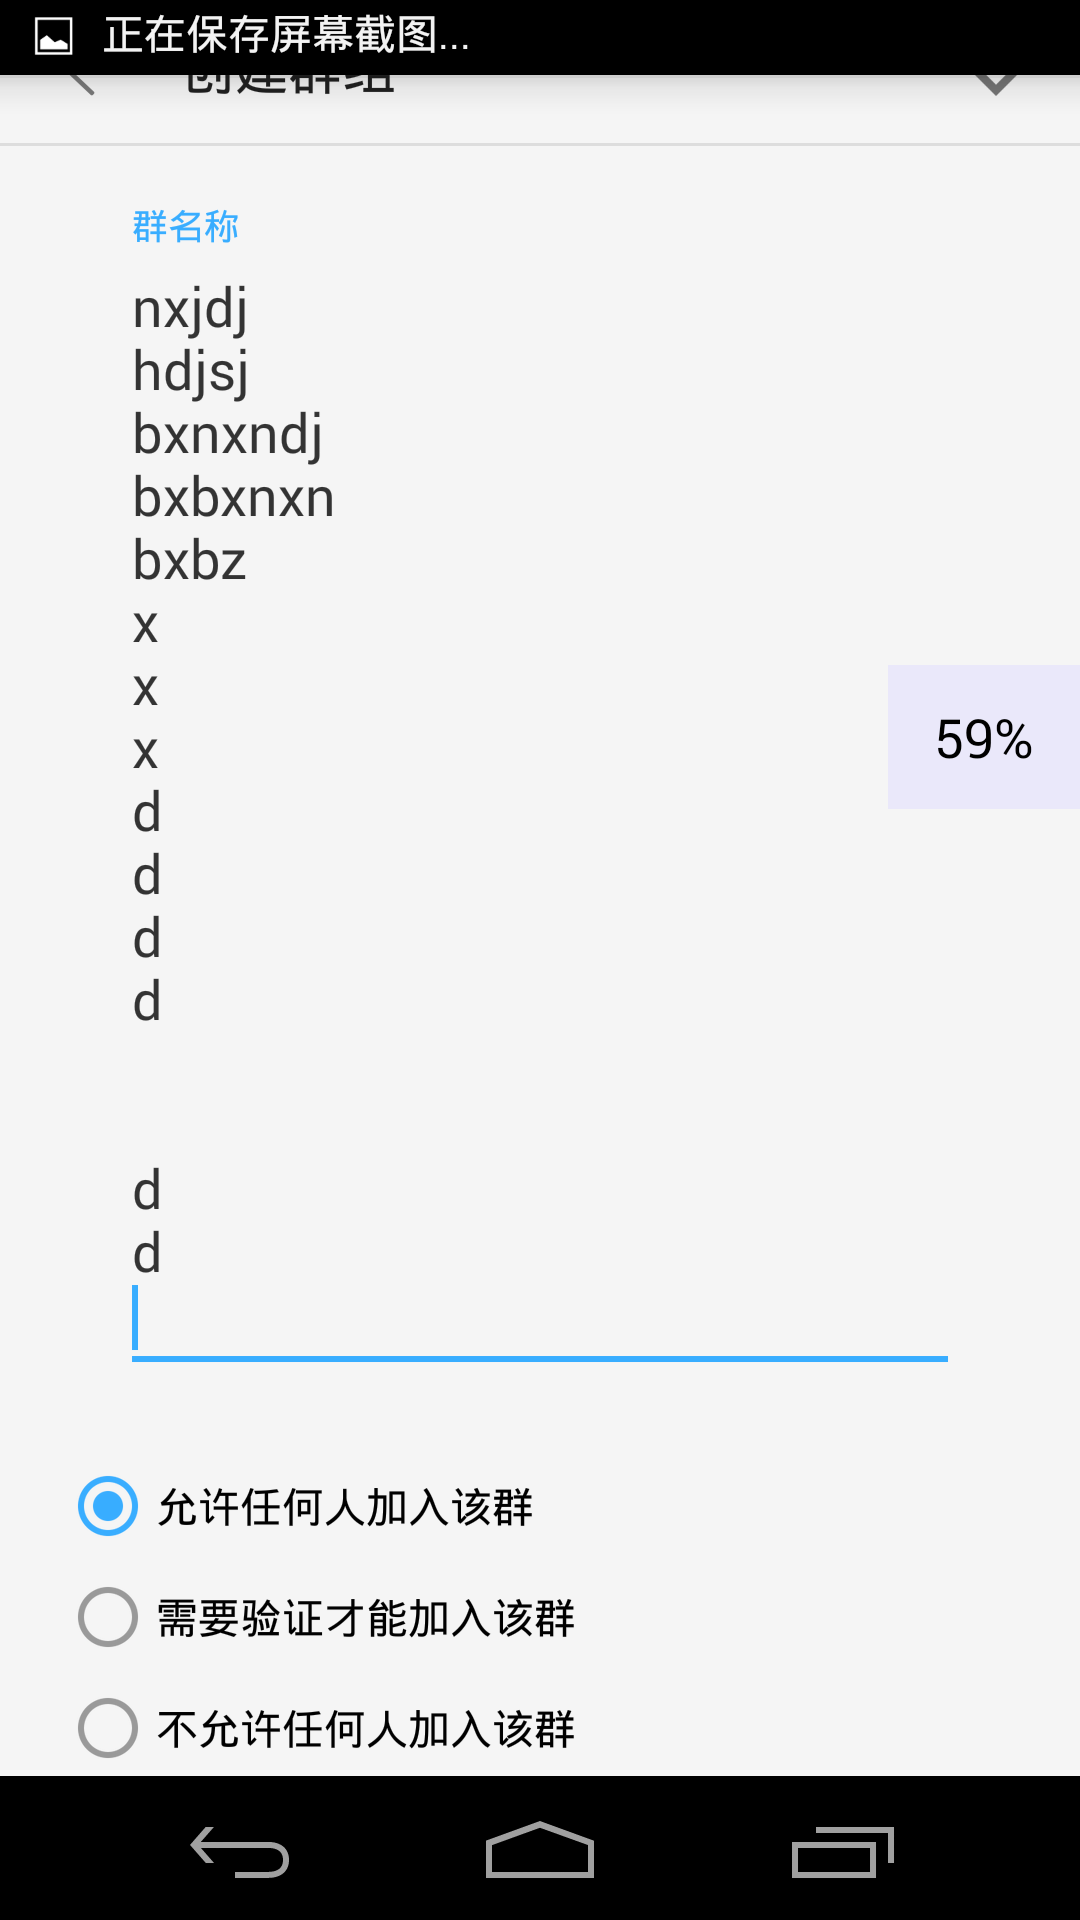 正在保存屏幕截图...
创建群组
群名称
nxjdj
hdjsj
bxnxndj
bxbxnxn
bxbz
x
x
x
59%
d
d
d
d
d
d
允许任何人加入该群
需要验证才能加入该群
不允许任何人加入该群